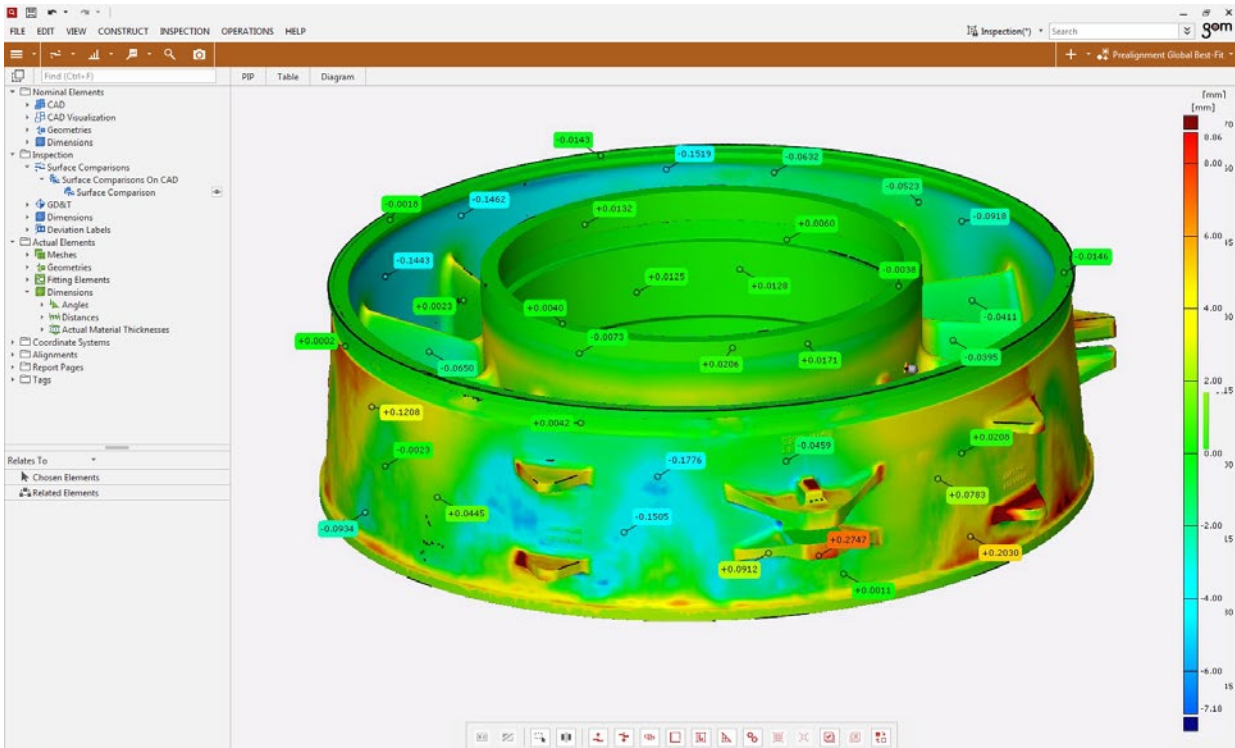 FILE EDIT VIEW CONSTRUCT INSPECTION OPERATIONS HELP
Inspection(*)
Search
gom
Prealignment Global Best-Fit
Find (Ctrl+F)
PIP Table Diagram
Nominal Elements
CAD
CAD Visualization
Geometries
Dimensions
Inspection
Surface Comparisons
Surface Comparisons On CAD
Surface Comparison
GD&T
Dimensions
Deviation Labels
Actual Elements
Meshes
Geometries
Fitting Elements
Dimensions
Angles
Distances
Actual Material Thicknesses
Coordinate Systems
Alignments
Report Pages
Tags
Relates To
Chosen Elements
Related Elements
-0.0143
-0.1519
-0.0632
-0.0523
-0.0018
-0.1462
+0.0132
+0.0060
-0.0918
-0.1443
-0.0038
-0.0146
+0.0125
+0.0128
+0.0023
+0.0040
-0.0411
+0.0002
-0.0073
+0.0206
+0.0171
-0.0395
-0.0650
+0.1208
+0.0042
-0.0023
-0.1776
-0.0459
+0.0208
+0.0783
+0.0445
-0.0934
-0.1505
+0.2747
+0.2030
+0.0912
+0.0011
[mm]
[mm]
8.06
8.00
6.00
4.00
2.00
0.00
-2.00
-4.00
-6.00
-7.10